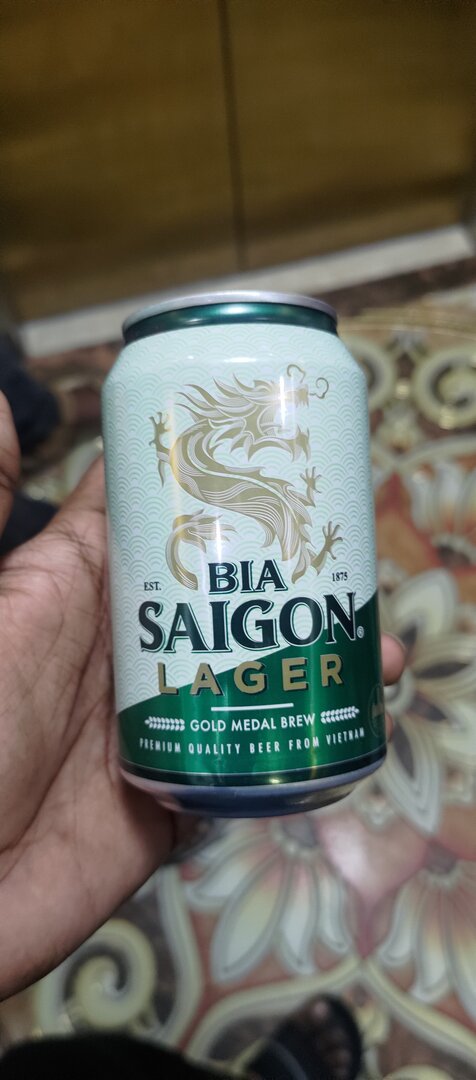 BIA
EST. 1875
SAIGON®
LAGER
GOLD MEDAL BREW
PREMIUM QUALITY BEER FROM VIETNAM